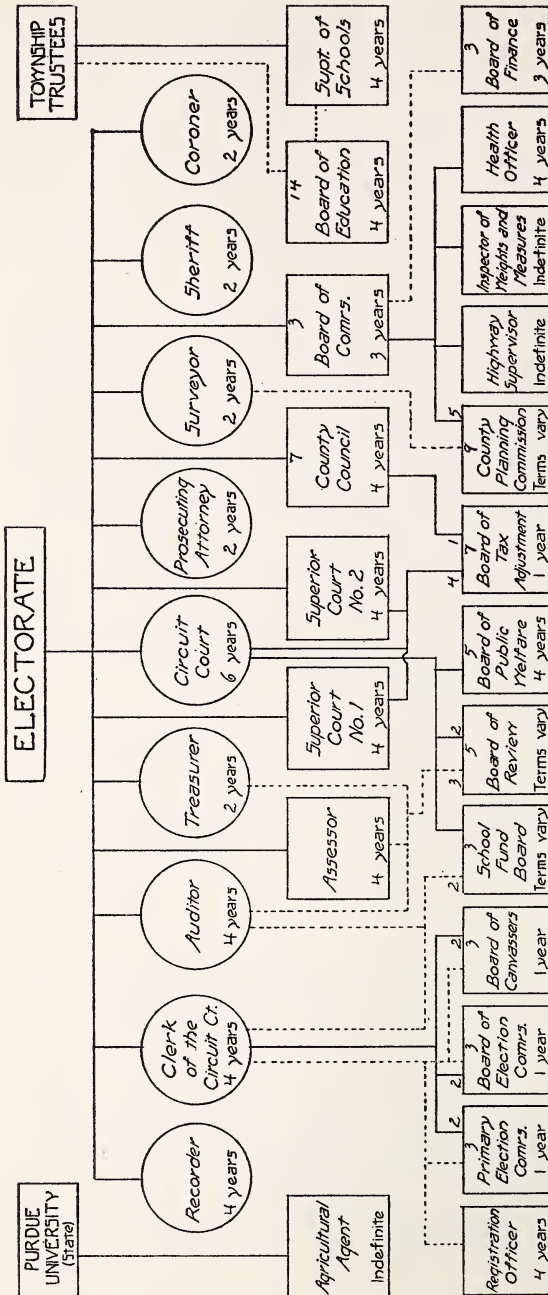 ELECTORATE
PURDUE
UNIVERSITY
(State)
TOWNSHIP
TRUSTEES
Recorder
4 years
Clerk
of the
Circuit Ct.
4 years
Auditor
4 years
Treasurer
2 years
Circuit
Court
6 years
Prosecuting
Attorney
2 years
Surveyor
2 years
Sheriff
2 years
Coroner
2 years
Agricultural
Agent
Indefinite
Assessor
4 years
Superior
Court
No.1
4 years
Superior Court
No.2
4 years
7
County
Council
4 years
3
Board of
Comrs.
3 years
14
Board of
Education
4 years
Supt. of
Schools
4 years
Registration
Officer
4 years
2
3
Primary
Election
Comrs.
1 year
2
3
Board of
Election
Comrs.
1 year
2
3
Board of
Canvassers
1 year
2
3
School
Fund
Board
Terms vary
3
2
5
Board of
Review
Terms vary
5
Board of
Public
Welfare
4 years
4
1
7
Board of
Tax
Adjustment
1 year
5
9
County
Planning
Commission
Terms vary
Highway
Supervisor
Indefinite
Inspector of
Weights and
Measures
Indefinite
Health
Officer
4 years
3
Board of
Finance
3 years